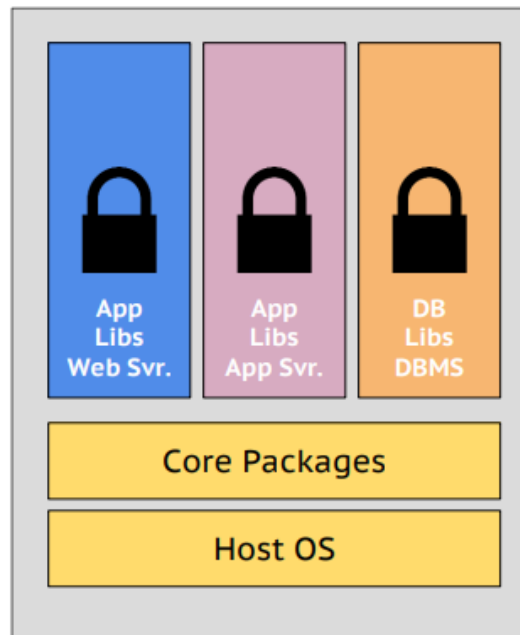 App
Libs
Web Svr.
App
Libs
App Svr.
DB
Libs
DBMS
Core Packages
Host OS